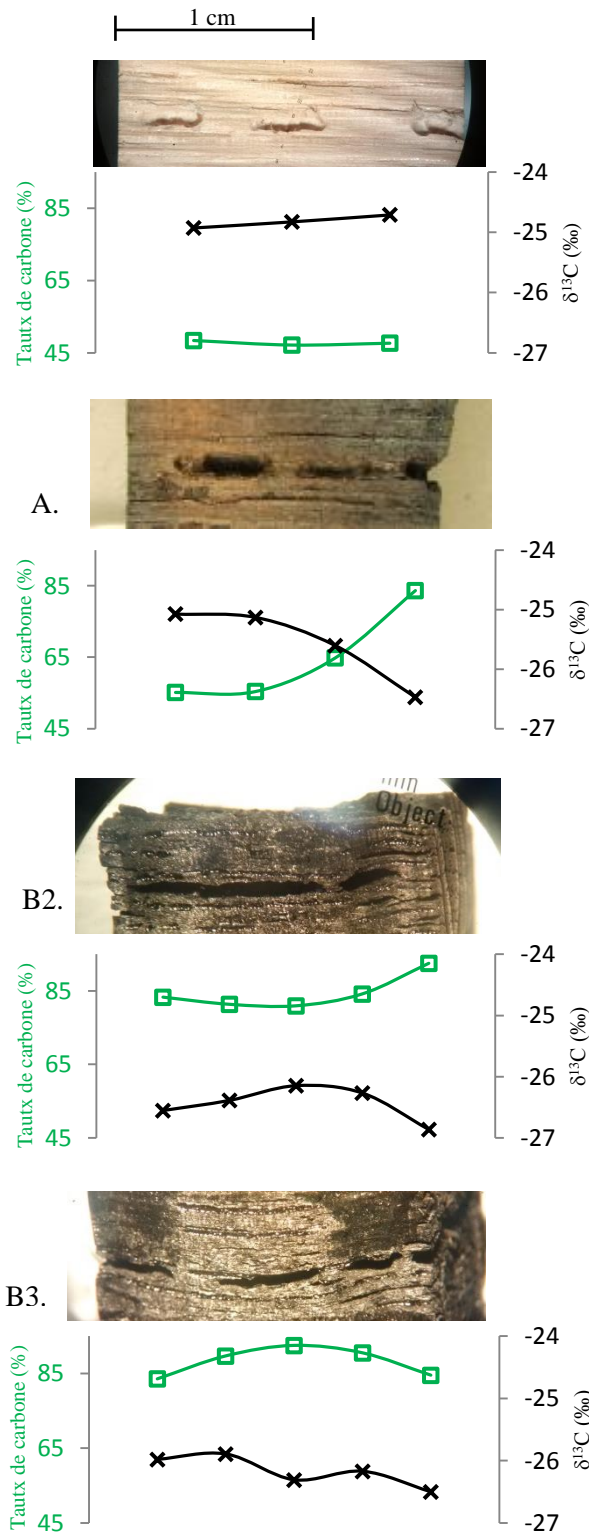 1 cm
Tautx de carbone (%)
85
65
45
-24
-25
-26
-27
δ¹³C (‰)
A.
Tautx de carbone (%)
85
65
45
-24
-25
-26
-27
δ¹³C (‰)
Object
B2.
Tautx de carbone (%)
85
65
45
-24
-25
-26
-27
δ¹³C (‰)
B3.
Tautx de carbone (%)
85
65
45
-24
-25
-26
-27
δ¹³C (‰)